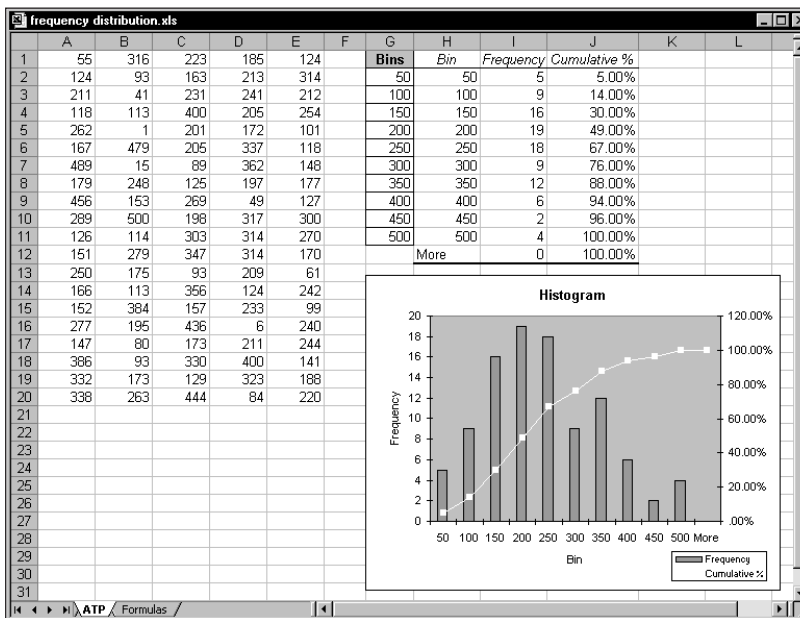 frequency distribution.xls
A B C D E F G H I J K L
1 55 316 223 185 124 Bins Bin Frequency Cumulative %
2 124 93 163 213 314 50 50 5 5.00%
3 211 41 231 241 212 100 100 9 14.00%
4 118 113 400 205 254 150 150 16 30.00%
5 262 1 201 172 101 200 200 19 49.00%
6 167 479 205 337 118 250 250 18 67.00%
7 489 15 89 362 148 300 300 9 76.00%
8 179 248 125 197 177 350 350 12 88.00%
9 456 153 269 49 127 400 400 6 94.00%
10 289 500 198 317 300 450 450 2 96.00%
11 126 114 303 314 270 500 500 4 100.00%
12 151 279 347 314 170 More 0 100.00%
13 250 175 93 209 61
14 166 113 356 124 242
15 152 384 157 233 99
16 277 195 436 6 240
17 147 80 173 211 244
18 386 93 330 400 141
19 332 173 129 323 188
20 338 263 444 84 220
21
22
23
24
25
26
27
28
29
30
31
Histogram
20 120.00%
18
16 100.00%
14
12 80.00%
10 60.00%
8
6 40.00%
4 20.00%
2
0 .00%
Frequency
50 100 150 200 250 300 350 400 450 500 More
Bin
Frequency
Cumulative %
ATP Formulas